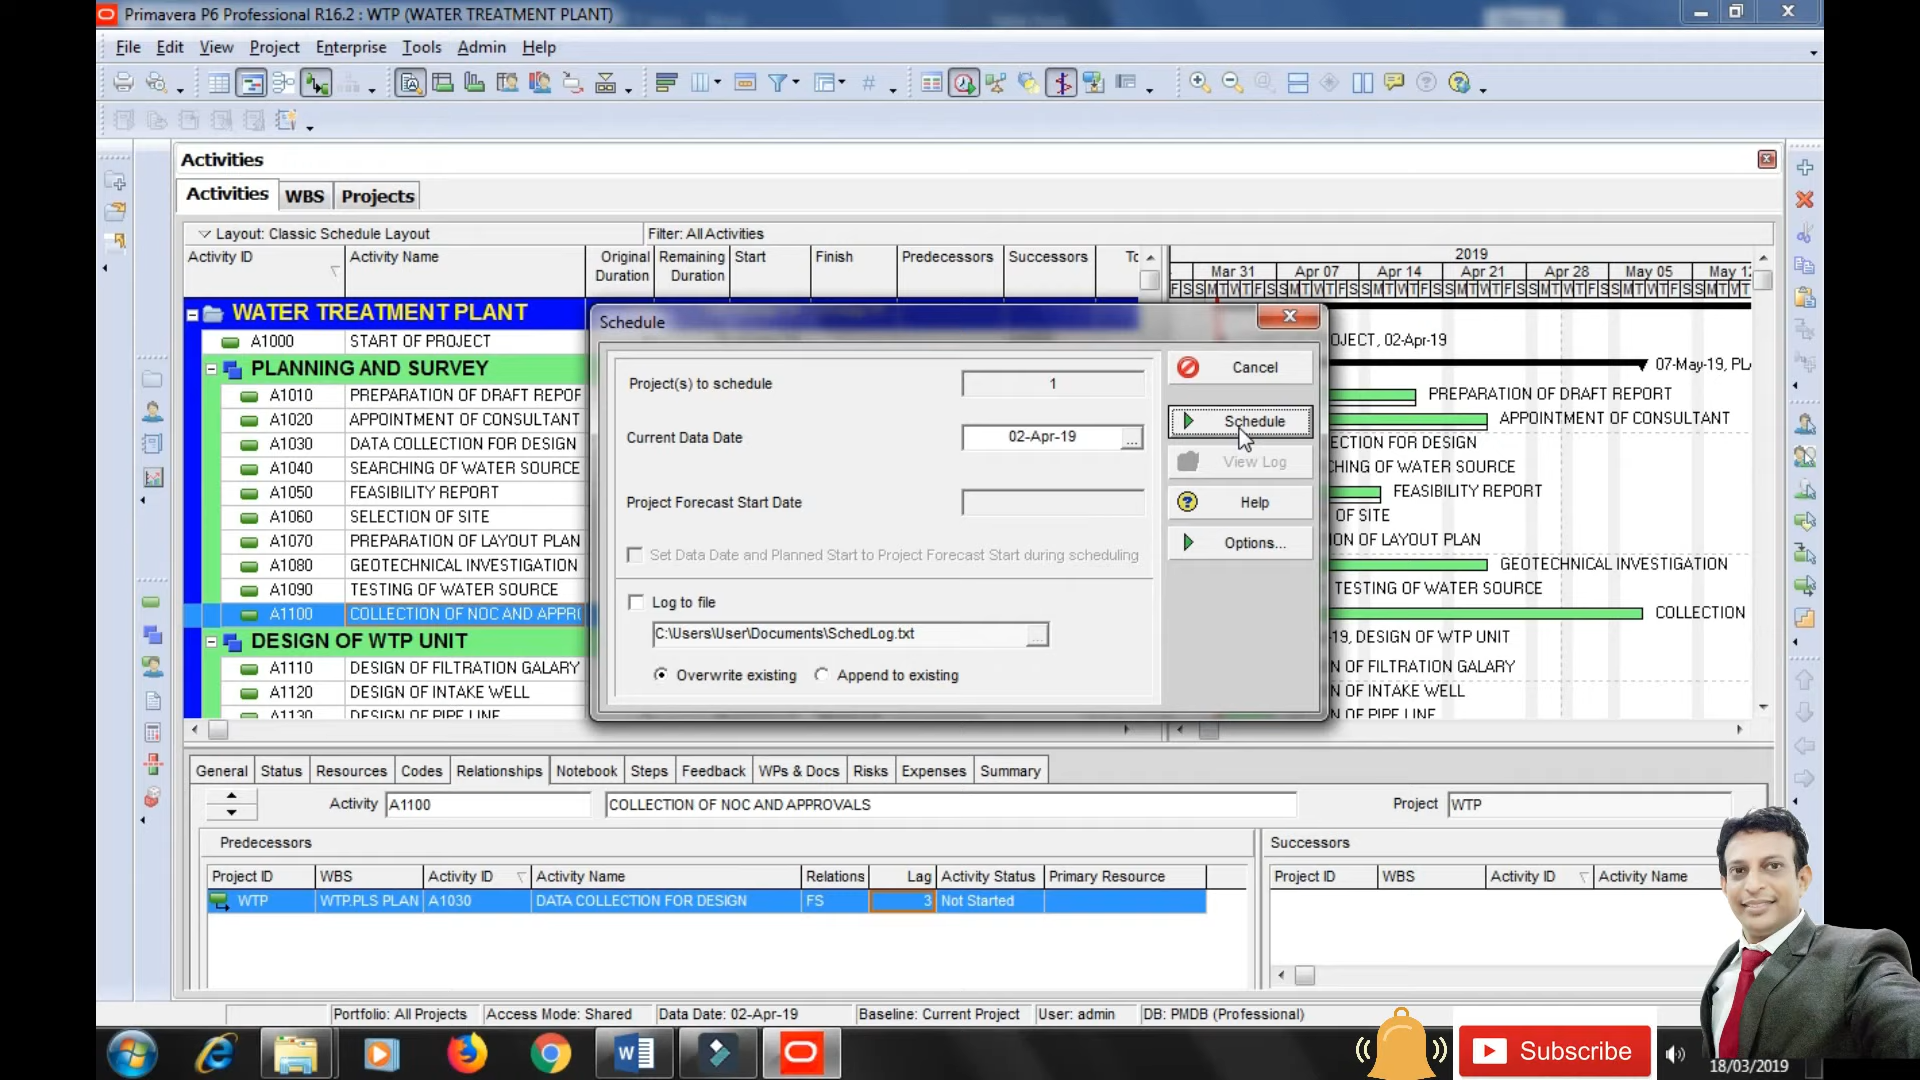 Primavera P6 Professional R16.2 : WTP (WATER TREATMENT PLANT)
File Edit View Project Enterprise Tools Admin Help
Activities
Activities WBS Projects
Layout: Classic Schedule Layout Filter: All Activities
Activity ID Activity Name Original Duration Remaining Duration Start Finish Predecessors Successors To
2019
Mar 31 Apr 07 Apr 14 Apr 21 Apr 28 May 05 May 12
WATER TREATMENT PLANT
A1000 START OF PROJECT
OJECT, 02-Apr-19
PLANNING AND SURVEY
07-May-19, PLA
A1010 PREPARATION OF DRAFT REPOF
PREPARATION OF DRAFT REPORT
A1020 APPOINTMENT OF CONSULTANT
APPOINTMENT OF CONSULTANT
A1030 DATA COLLECTION FOR DESIGN
ECTION FOR DESIGN
A1040 SEARCHING OF WATER SOURCE
HING OF WATER SOURCE
A1050 FEASIBILITY REPORT
FEASIBILITY REPORT
A1060 SELECTION OF SITE
OF SITE
A1070 PREPARATION OF LAYOUT PLAN
ION OF LAYOUT PLAN
A1080 GEOTECHNICAL INVESTIGATION
GEOTECHNICAL INVESTIGATION
A1090 TESTING OF WATER SOURCE
TESTING OF WATER SOURCE
A1100 COLLECTION OF NOC AND APPR
COLLECTION
DESIGN OF WTP UNIT
-19, DESIGN OF WTP UNIT
A1110 DESIGN OF FILTRATION GALARY
N OF FILTRATION GALARY
A1120 DESIGN OF INTAKE WELL
N OF INTAKE WELL
A1130 DESIGN OF PIPE LINE
N OF PIPE LINE
Schedule
Project(s) to schedule 1
Current Data Date 02-Apr-19 ...
Project Forecast Start Date
Set Data Date and Planned Start to Project Forecast Start during scheduling
Log to file
C:\Users\User\Documents\SchedLog.txt ...
Overwrite existing Append to existing
Cancel
Schedule
View Log
Help
Options...
General Status Resources Codes Relationships Notebook Steps Feedback WPs & Docs Risks Expenses Summary
Activity A1100 COLLECTION OF NOC AND APPROVALS Project WTP
Predecessors Successors
Project ID WBS Activity ID Activity Name Relations Lag Activity Status Primary Resource
Project ID WBS Activity ID Activity Name
WTP WTP.PLS PLAN A1030 DATA COLLECTION FOR DESIGN FS 3 Not Started
Portfolio: All Projects Access Mode: Shared Data Date: 02-Apr-19 Baseline: Current Project User: admin DB: PMDB (Professional)
Subscribe
18/03/2019